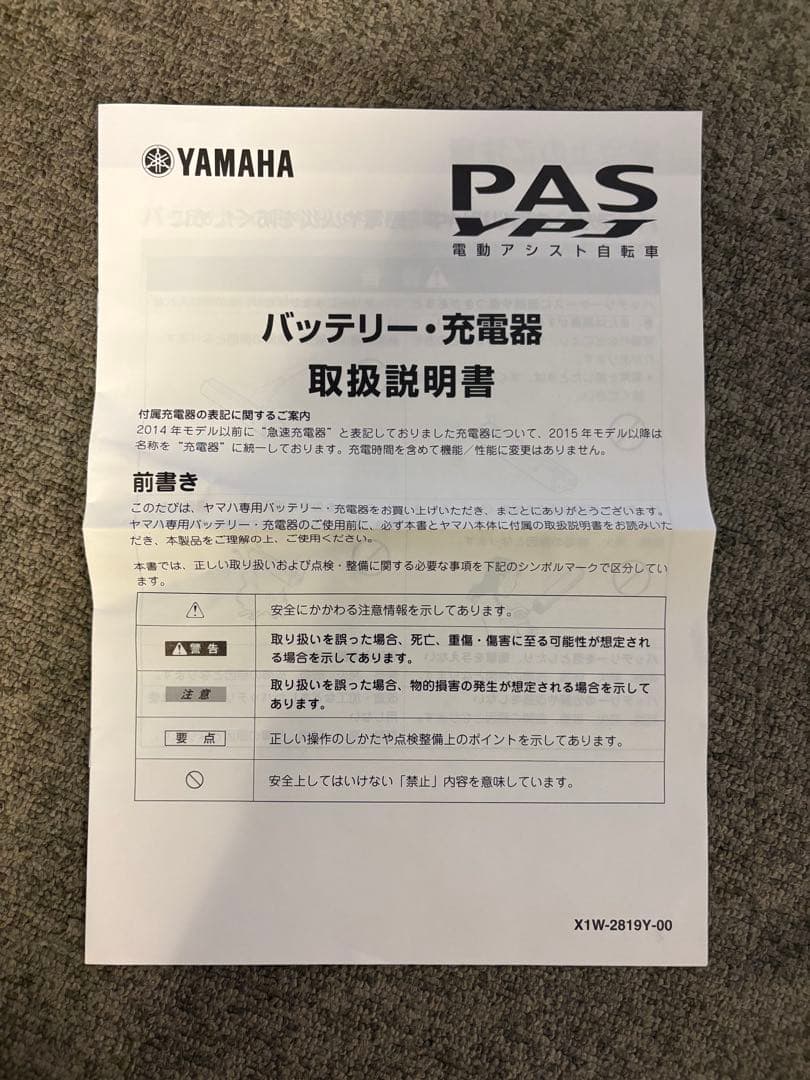 YAMAHA
PAS
YPJ
電動アシスト自転車
バッテリー・充電器
取扱説明書
付属充電器の表記に関するご案内
2014年モデル以前に“急速充電器”と表記しておりました充電器について、2015年モデル以降は
名称を“充電器”に統一しております。充電時間を含めて機能／性能に変更はありません。
前書き
このたびは、ヤマハ専用バッテリー・充電器をお買い上げいただき、まことにありがとうございます。
ヤマハ専用バッテリー・充電器のご使用前に、必ず本書とヤマハ本体に付属の取扱説明書をお読みいた
だき、本製品をご理解の上、ご使用ください。
本書では、正しい取り扱いおよび点検・整備に関する必要な事項を下記のシンボルマークで区分してい
ます。
安全にかかわる注意情報を示してあります。
警告
取り扱いを誤った場合、死亡、重傷・傷害に至る可能性が想定され
る場合を示してあります。
注意
取り扱いを誤った場合、物的損害の発生が想定される場合を示して
あります。
要点
正しい操作のしかたや点検整備上のポイントを示してあります。
安全上してはいけない「禁止」内容を意味しています。
X1W-2819Y-00